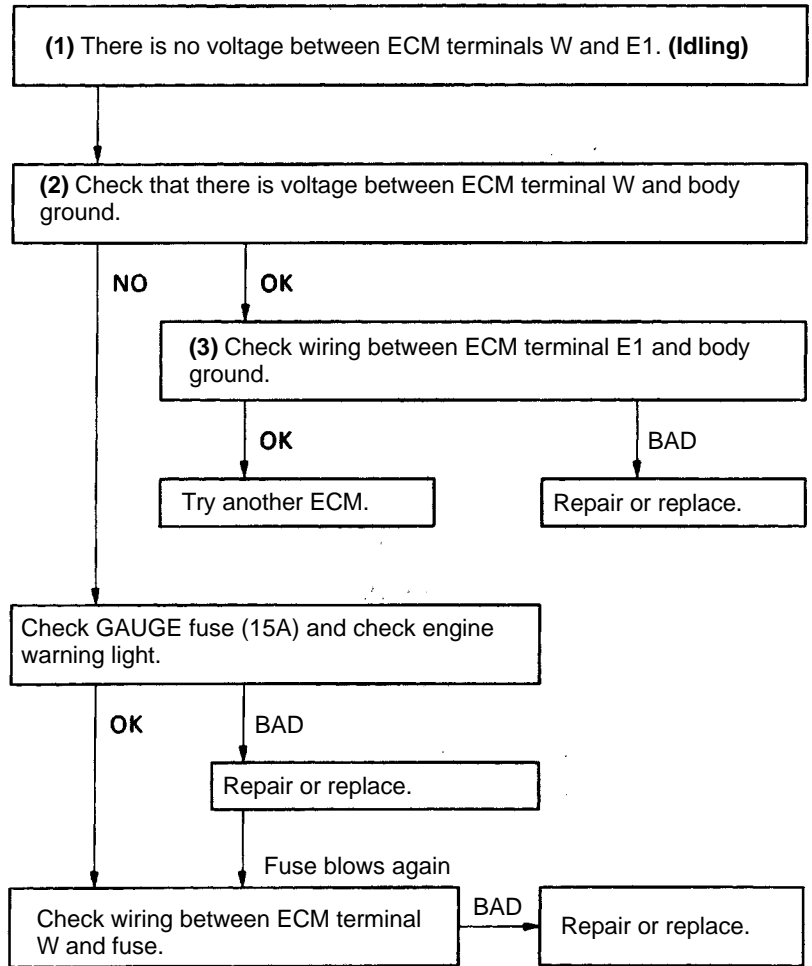 (1) There is no voltage between ECM terminals W and E1. (Idling)
(2) Check that there is voltage between ECM terminal W and body
ground.
NO
OK
(3) Check wiring between ECM terminal E1 and body
ground.
OK
BAD
Try another ECM.
Repair or replace.
Check GAUGE fuse (15A) and check engine
warning light.
OK
BAD
Repair or replace.
Fuse blows again
Check wiring between ECM terminal
W and fuse.
BAD
Repair or replace.